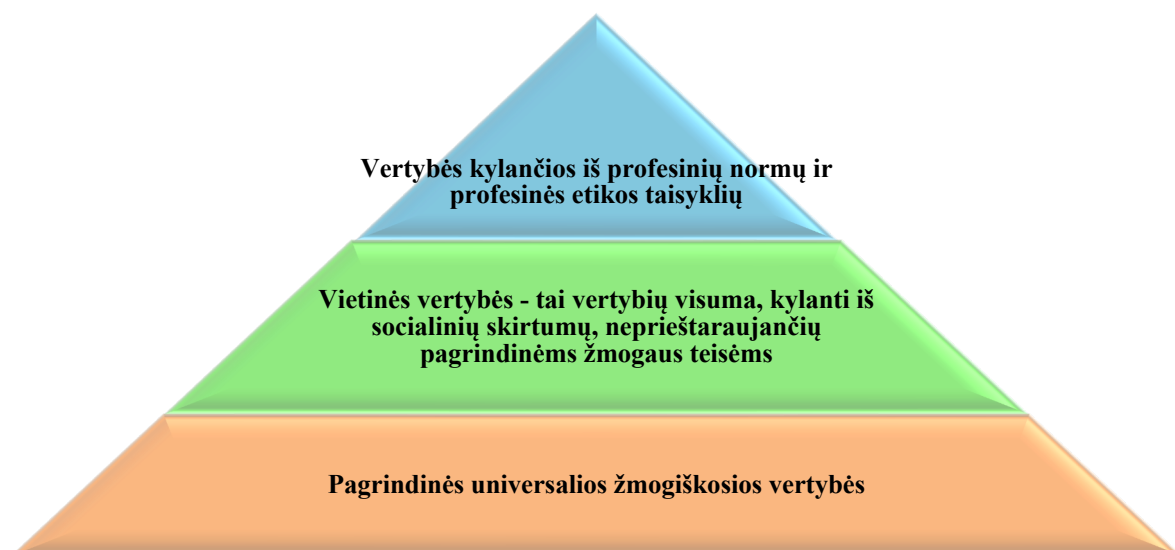 Vertybės kylančios iš profesinių normų ir
profesinės etikos taisyklių
Vietinės vertybės - tai vertybių visuma, kylanti iš
socialinių skirtumų, neprieštaraujančių
pagrindinėms žmogaus teisėms
Pagrindinės universalios žmogiškosios vertybės